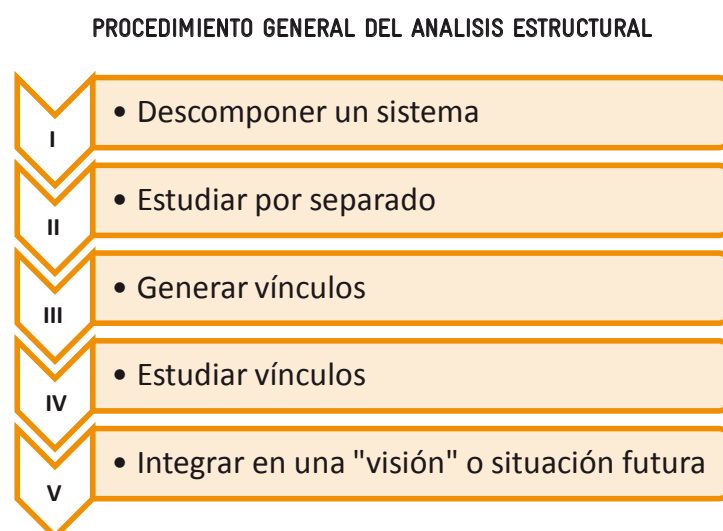 PROCEDIMIENTO GENERAL DEL ANALISIS ESTRUCTURAL
I
• Descomponer un sistema
II
• Estudiar por separado
III
• Generar vínculos
IV
• Estudiar vínculos
V
• Integrar en una "visión" o situación futura